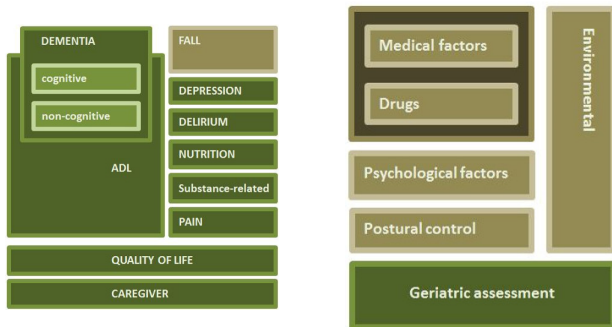 DEMENTIA
cognitive
non-cognitive
ADL
FALL
DEPRESSION
DELIRIUM
NUTRITION
Substance-related
PAIN
QUALITY OF LIFE
CAREGIVER
Medical factors
Drugs
Psychological factors
Postural control
Environmental
Geriatric assessment